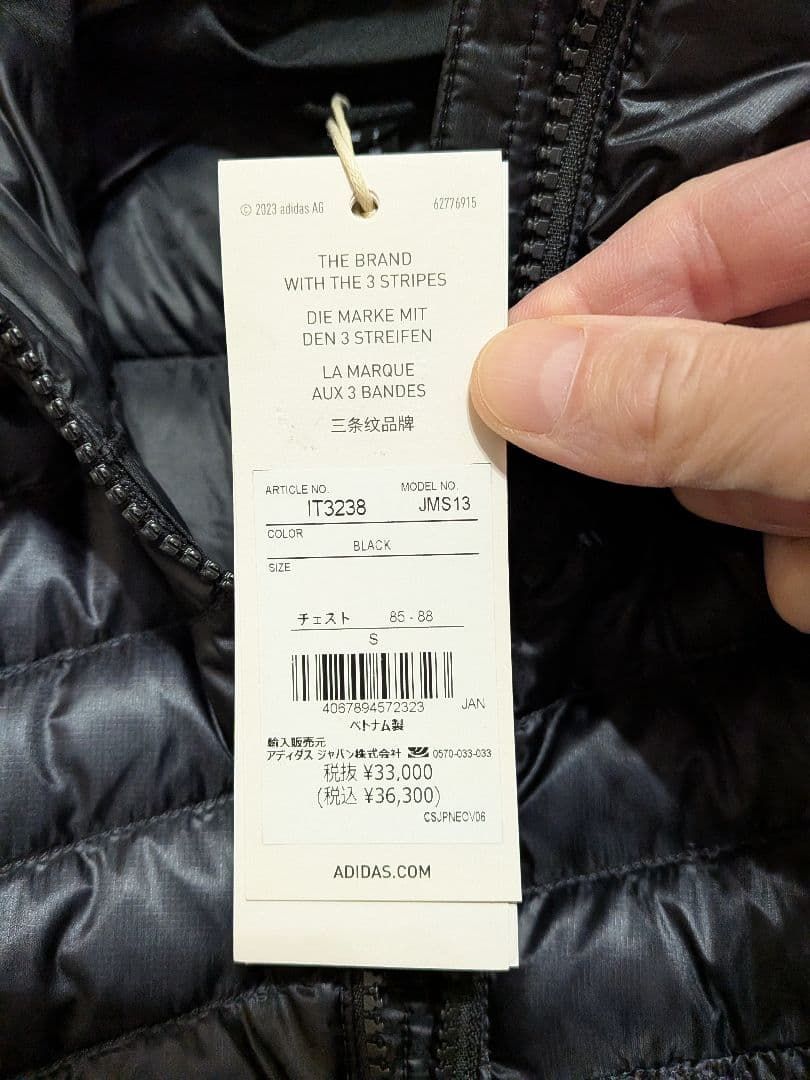 © 2023 adidas AG 62776915
THE BRAND
WITH THE 3 STRIPES
DIE MARKE MIT
DEN 3 STREIFEN
LA MARQUE
AUX 3 BANDES
三条纹品牌
ARTICLE NO. MODEL NO.
IT3238 JMS13
COLOR
BLACK
SIZE
チェスト 85 - 88
S
4067894572323 JAN
ベトナム製
輸入販売元
アディダス ジャパン株式会社 0570-033-033
税抜 ¥33,000
(税込 ¥36,300)
CSJPNECV06
ADIDAS.COM